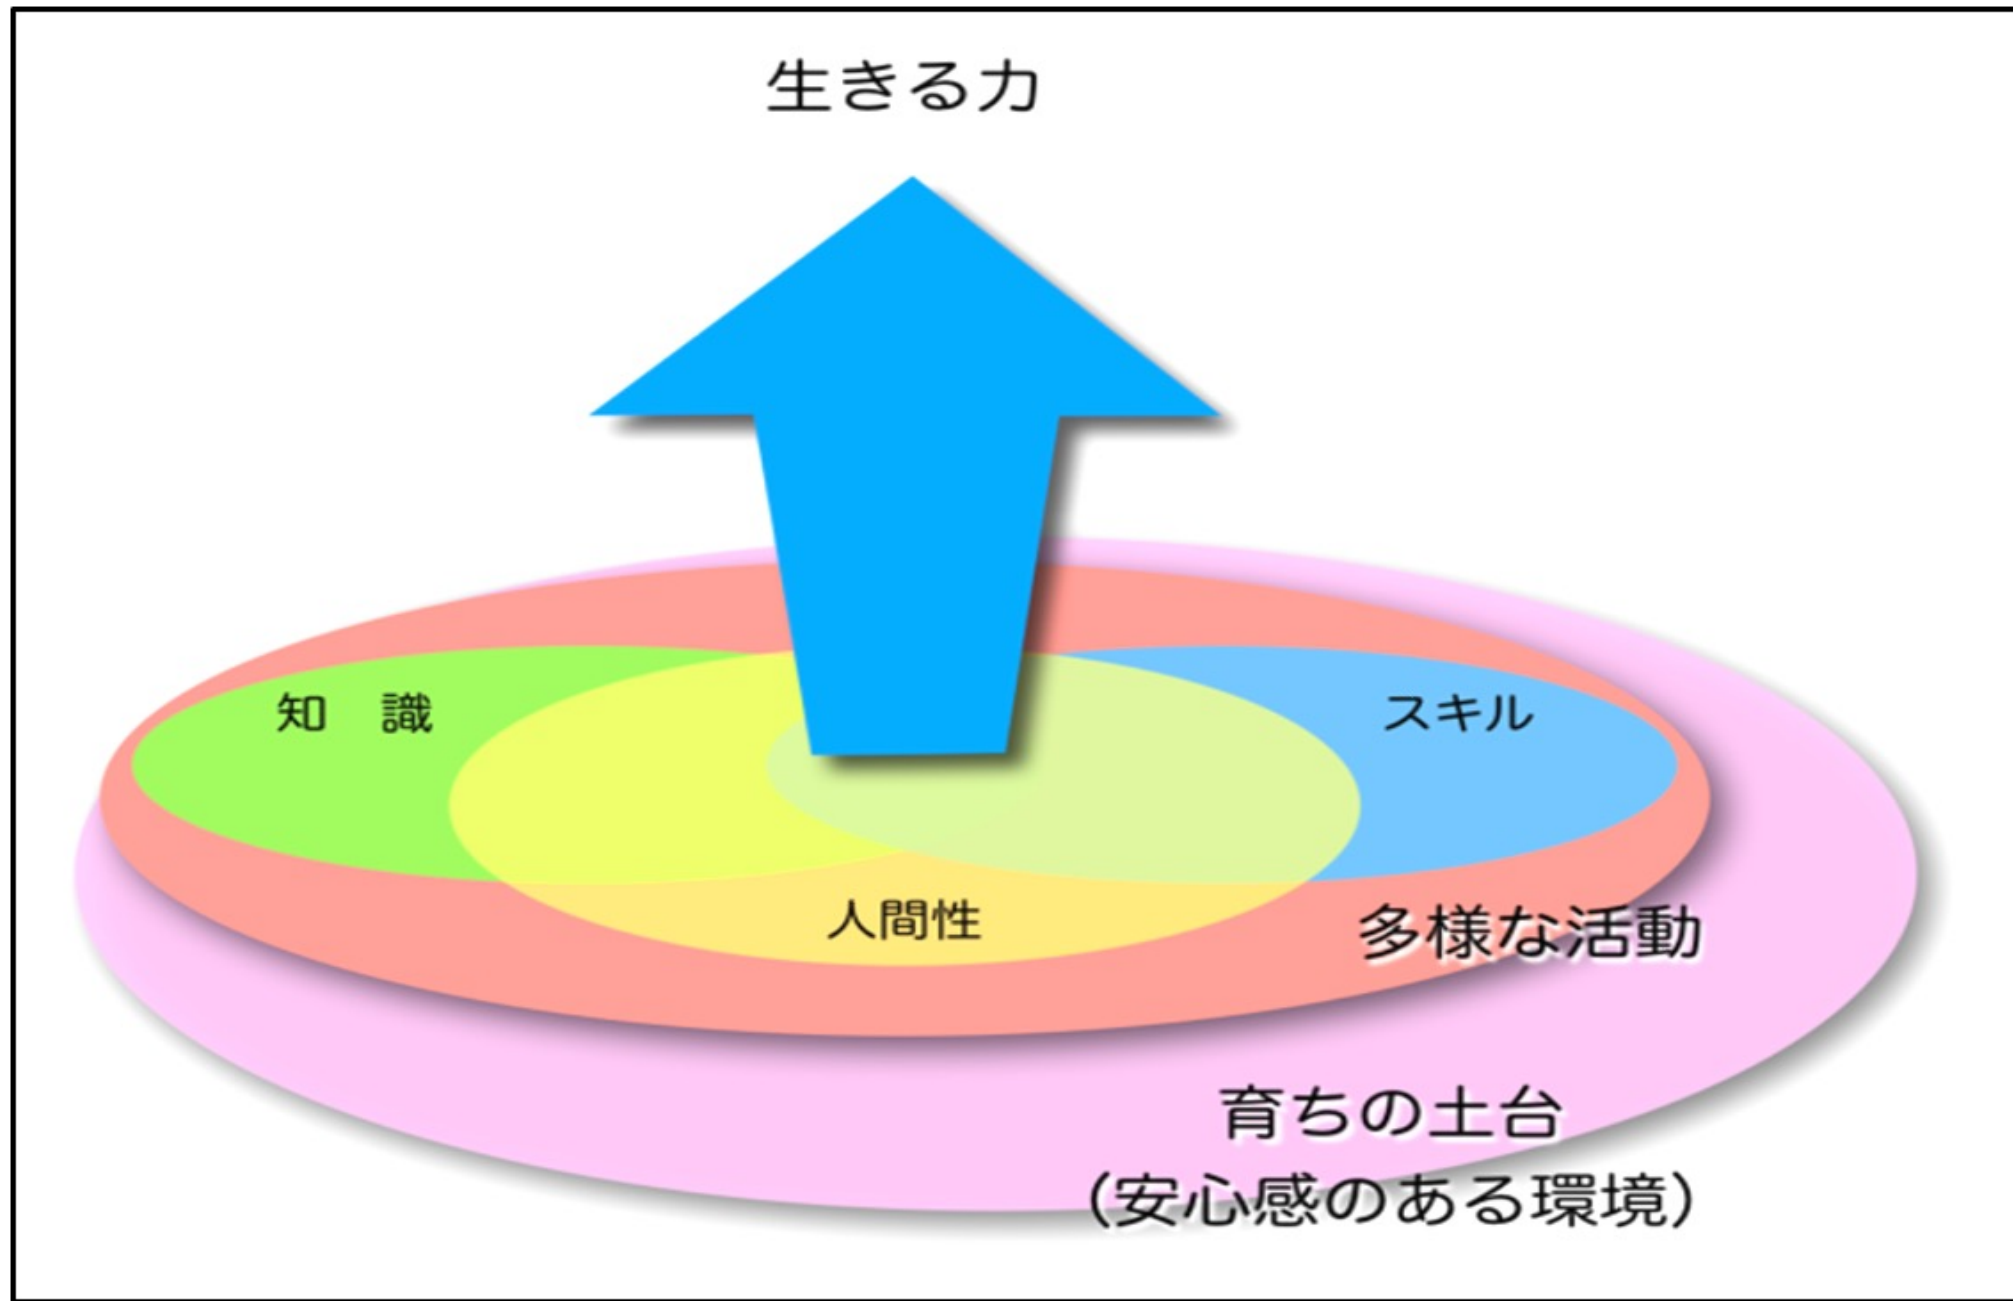 生きる力
知　識
スキル
人間性
多様な活動
育ちの土台
（安心感のある環境）